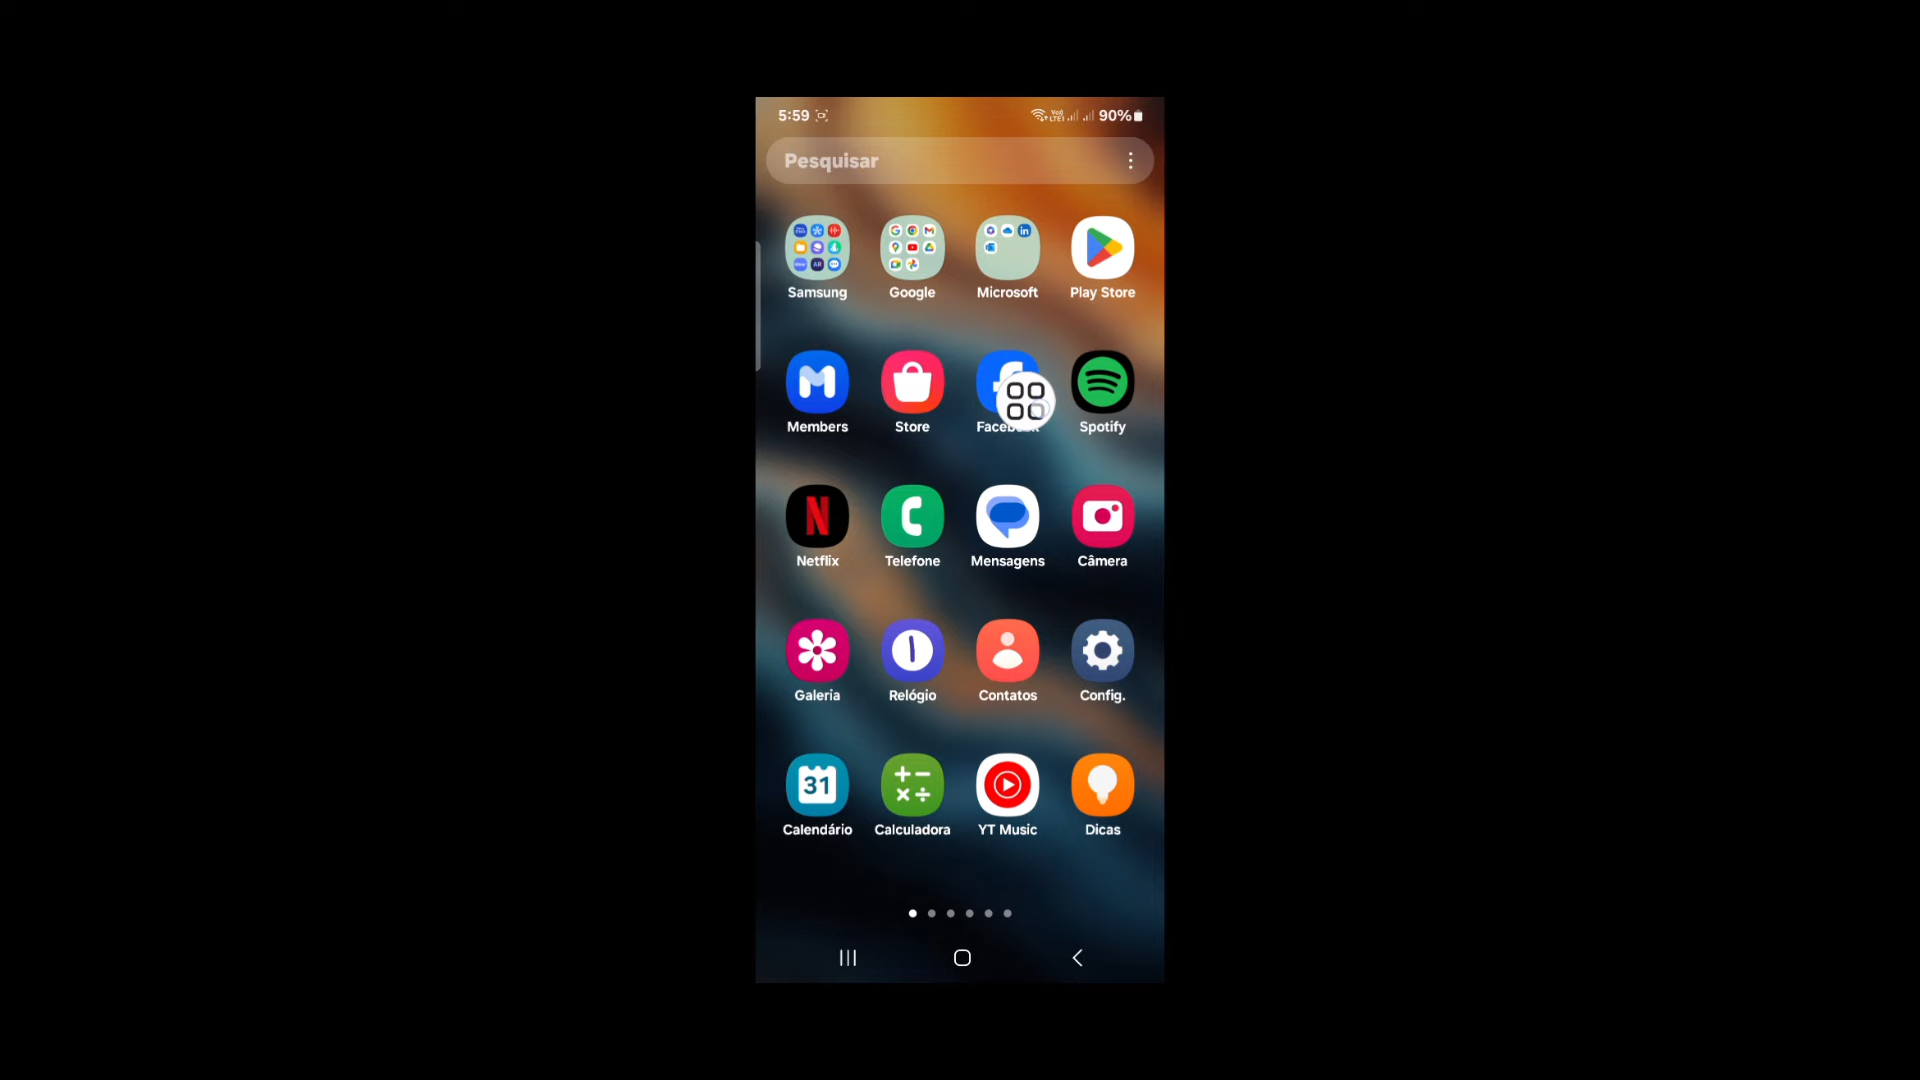 5:59 90%
Pesquisar
Samsung Google Microsoft Play Store
Members Store Spotify
Netflix Telefone Mensagens Câmera
Galeria Relógio Contatos Config.
31
Calendário Calculadora YT Music Dicas